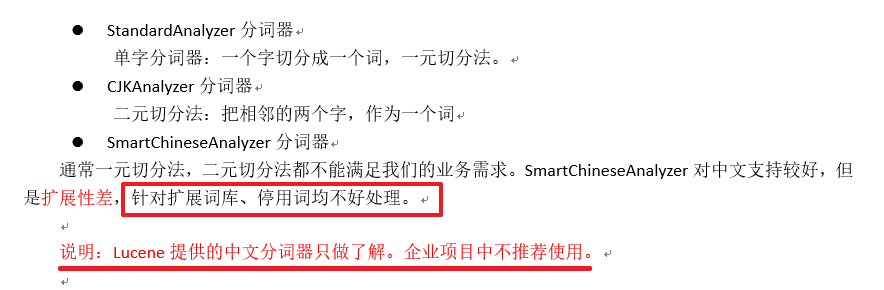 ● StandardAnalyzer 分词器
单字分词器：一个字切分成一个词，一元切分法。
● CJKAnalyzer 分词器
二元切分法：把相邻的两个字，作为一个词
● SmartChineseAnalyzer 分词器
通常一元切分法，二元切分法都不能满足我们的业务需求。SmartChineseAnalyzer 对中文支持较好，但
是扩展性差，针对扩展词库、停用词均不好处理。
说明：Lucene 提供的中文分词器只做了解。企业项目中不推荐使用。